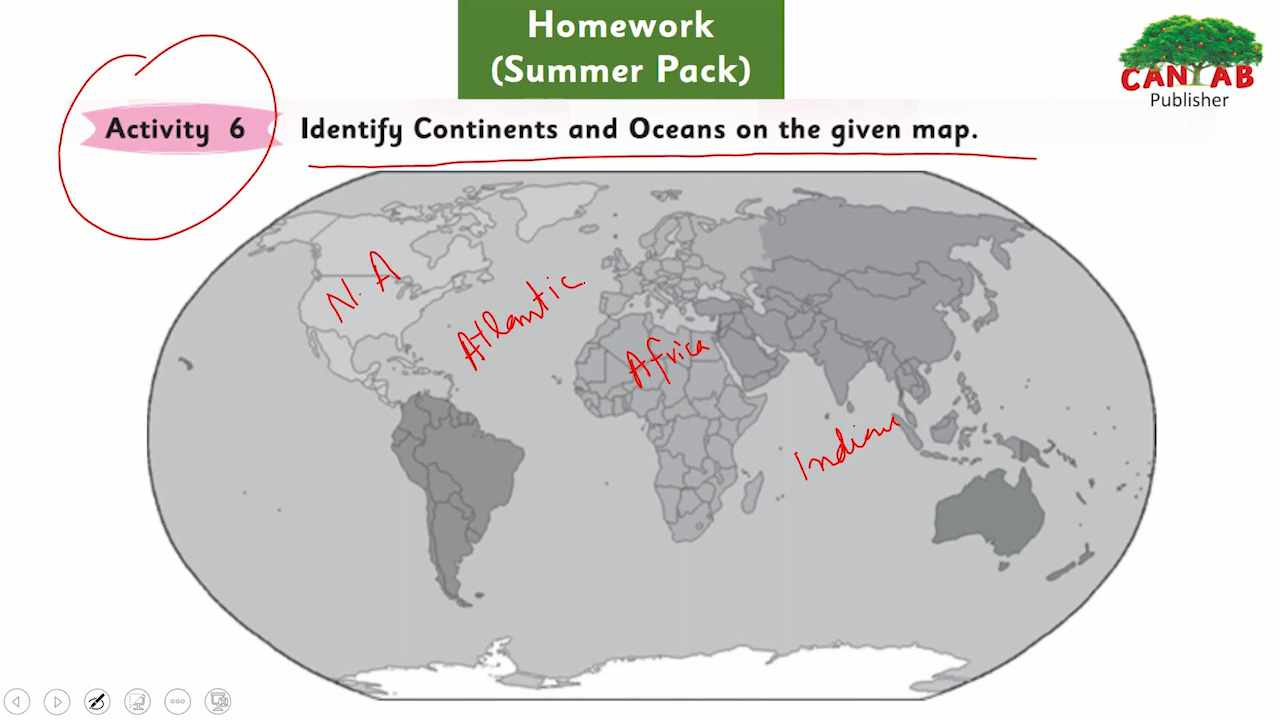 Homework
(Summer Pack)
CANTAB
Publisher
Activity 6
Identify Continents and Oceans on the given map.
N. A
Atlantic
Africa
Indian